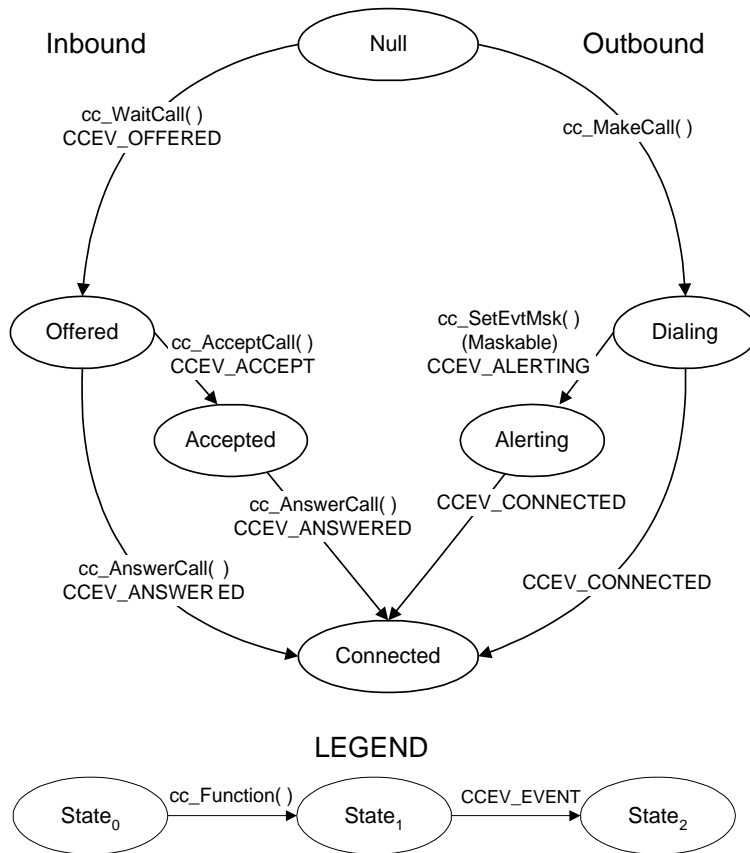 Inbound
Null
Outbound
cc_WaitCall( )
CCEV_OFFERED
cc_MakeCall( )
Offered
cc_AcceptCall( )
CCEV_ACCEPT
cc_SetEvtMsk( )
(Maskable)
CCEV_ALERTING
Dialing
Accepted
Alerting
cc_AnswerCall( )
CCEV_ANSWERED
CCEV_CONNECTED
cc_AnswerCall( )
CCEV_ANSWER ED
CCEV_CONNECTED
Connected
LEGEND
State0
cc_Function( )
State1
CCEV_EVENT
State2